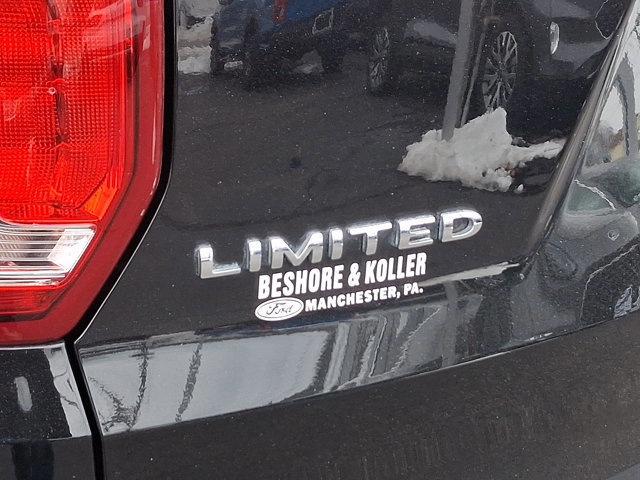 LIMITED
BESHORE & KOLLER
Ford MANCHESTER, PA.